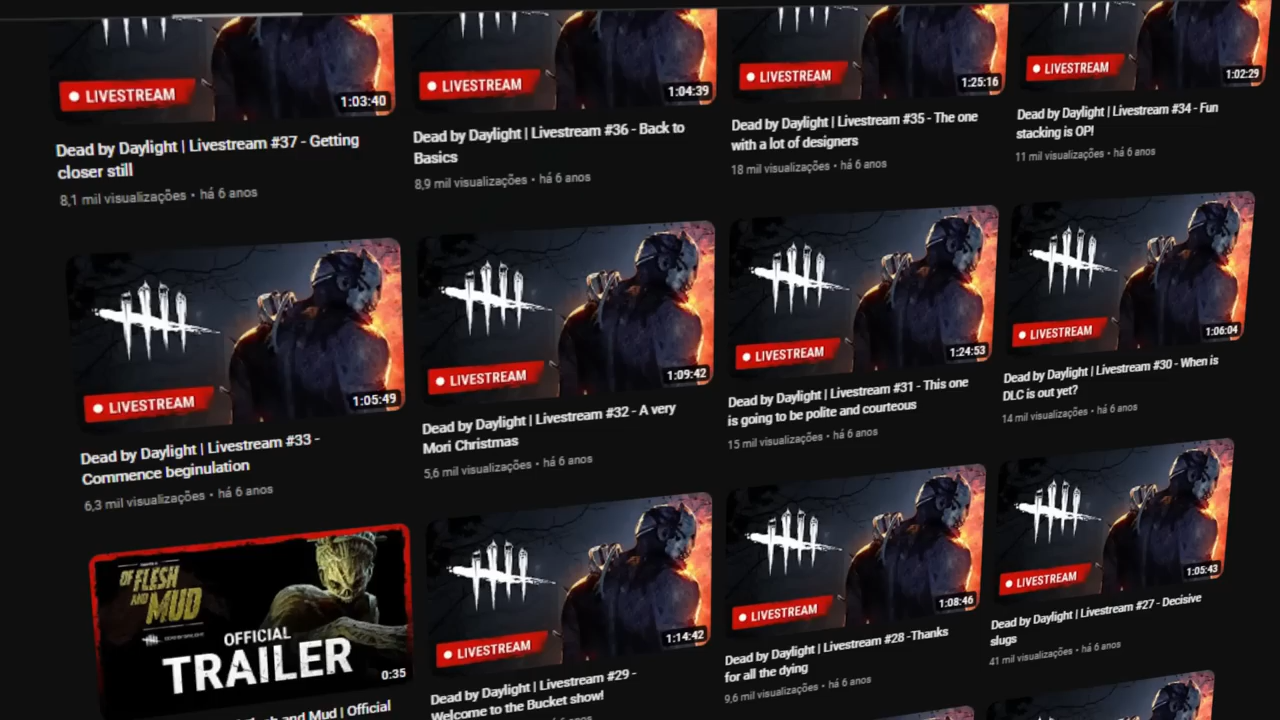 LIVESTREAM
1:03:40
LIVESTREAM
1:04:39
LIVESTREAM
1:25:16
LIVESTREAM
1:02:29
Dead by Daylight | Livestream #37 - Getting
closer still
8,1 mil visualizações • há 6 anos
Dead by Daylight | Livestream #36 - Back to
Basics
8,9 mil visualizações • há 6 anos
Dead by Daylight | Livestream #35 - The one
with a lot of designers
18 mil visualizações • há 6 anos
Dead by Daylight | Livestream #34 - Fun
stacking is OP!
11 mil visualizações • há 6 anos
LIVESTREAM
1:05:49
LIVESTREAM
1:09:42
LIVESTREAM
1:24:53
LIVESTREAM
1:06:04
Dead by Daylight | Livestream #33 -
Commence beginulation
6,3 mil visualizações • há 6 anos
Dead by Daylight | Livestream #32 - A very
Mori Christmas
5,6 mil visualizações • há 6 anos
Dead by Daylight | Livestream #31 - This one
is going to be polite and courteous
15 mil visualizações • há 6 anos
Dead by Daylight | Livestream #30 - When is
DLC is out yet?
14 mil visualizações • há 6 anos
OF FLESH
AND MUD
DEAD BY DAYLIGHT
OFFICIAL
TRAILER
0:35
LIVESTREAM
1:14:42
LIVESTREAM
1:08:46
LIVESTREAM
1:05:43
and Mud | Official
Dead by Daylight | Livestream #29 -
Welcome to the Bucket show!
Dead by Daylight | Livestream #28 -Thanks
for all the dying
9,6 mil visualizações • há 6 anos
Dead by Daylight | Livestream #27 - Decisive
slugs
41 mil visualizações • há 6 anos